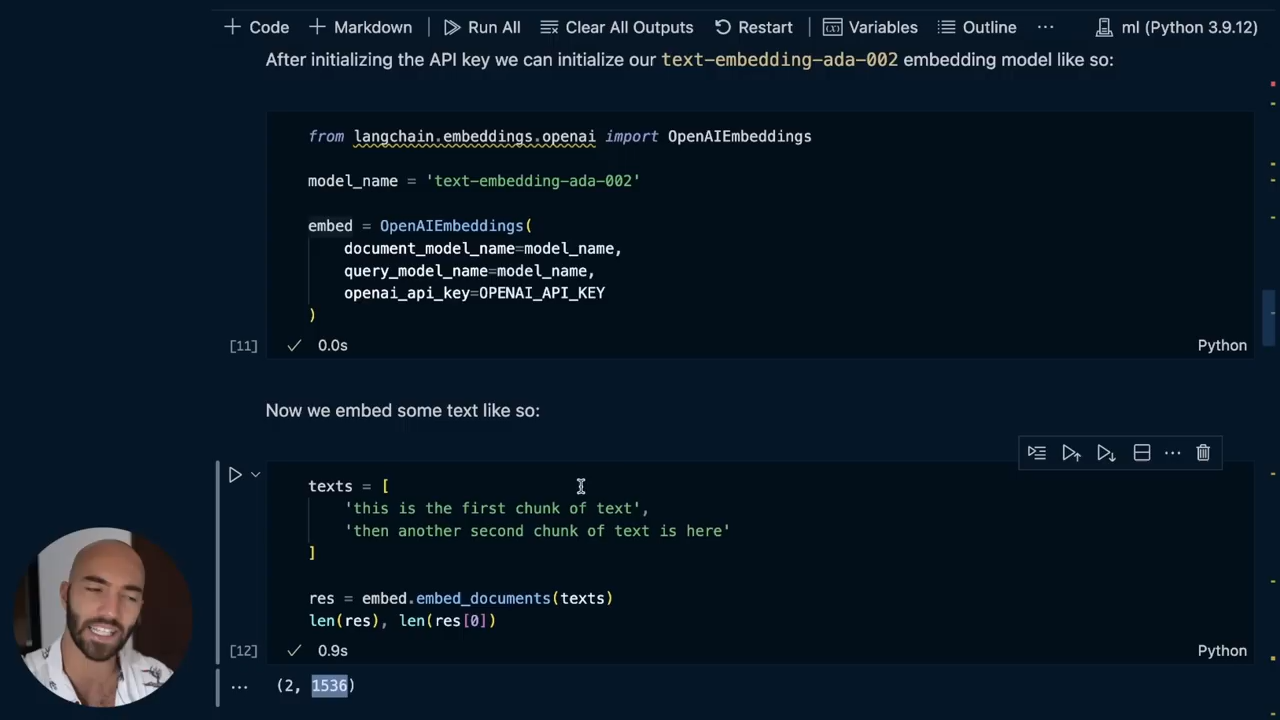 Code Markdown Run All Clear All Outputs Restart Variables Outline ··· ml (Python 3.9.12)
After initializing the API key we can initialize our text-embedding-ada-002 embedding model like so:
from langchain.embeddings.openai import OpenAIEmbeddings
model_name = 'text-embedding-ada-002'
embed = OpenAIEmbeddings(
document_model_name=model_name,
query_model_name=model_name,
openai_api_key=OPENAI_API_KEY
)
[11] 0.0s Python
Now we embed some text like so:
texts = [
'this is the first chunk of text',
'then another second chunk of text is here'
]
res = embed.embed_documents(texts)
len(res), len(res[0])
[12] 0.9s Python
··· (2, 1536)